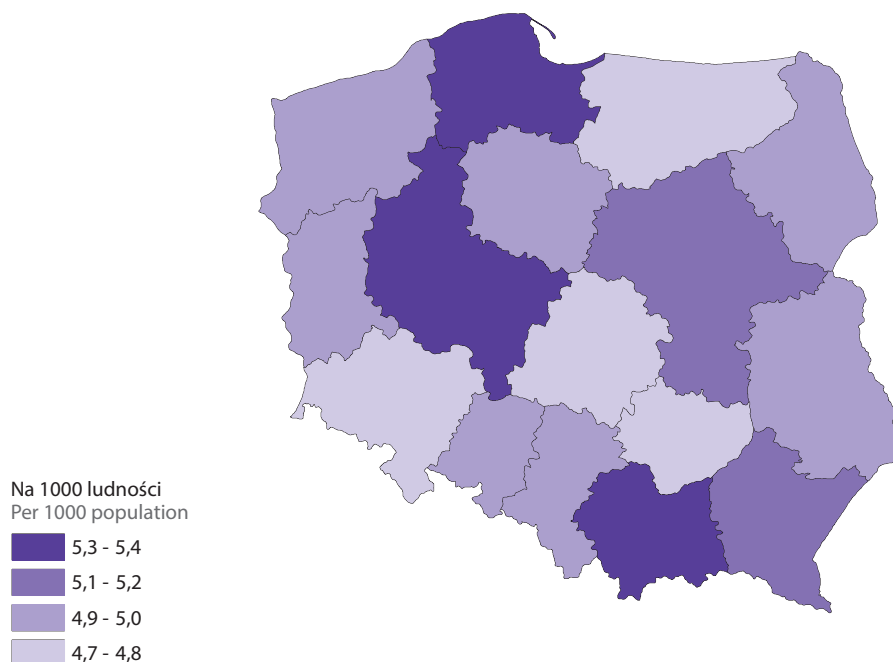 Na 1000 ludności
Per 1000 population
5,3 - 5,4
5,1 - 5,2
4,9 - 5,0
4,7 - 4,8